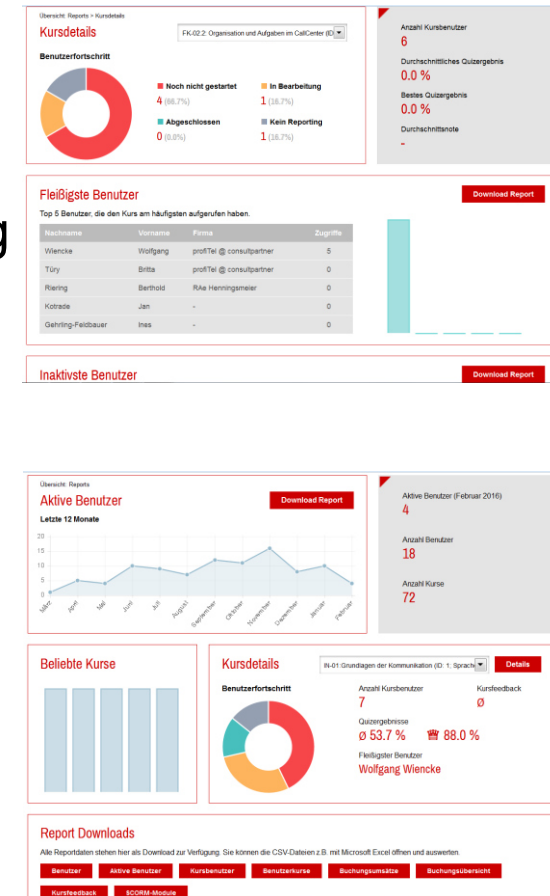 g
Übersicht: Reports > Kursdetails
Kursdetails
FK-02.2: Organisation und Aufgaben im CallCenter (ID
Benutzerfortschritt
Noch nicht gestartet
4 (66.7%)
In Bearbeitung
1 (16.7%)
Abgeschlossen
0 (0.0%)
Kein Reporting
1 (16.7%)
Anzahl Kursbenutzer
6
Durchschnittliches Quizergebnis
0.0 %
Bestes Quizergebnis
0.0 %
Durchschnittsnote
-
Fleißigste Benutzer
Download Report
Top 5 Benutzer, die den Kurs am häufigsten aufgerufen haben.
Nachname Vorname Firma Zugriffe
Wiencke Wolfgang profiTel @ consultpartner 5
Türy Britta profiTel @ consultpartner 0
Riering Berthold RAe Henningsmeier 0
Kotrade Jan - 0
Gehrling-Feldbauer Ines - 0
Inaktivste Benutzer
Download Report
Übersicht: Reports
Aktive Benutzer
Download Report
Letzte 12 Monate
20
15
10
5
0
März April Mai Juni Juli August September Oktober November Dezember Januar Februar
Aktive Benutzer (Februar 2016)
4
Anzahl Benutzer
18
Anzahl Kurse
72
Beliebte Kurse
Kursdetails
IN-01 Grundlagen der Kommunikation (ID: 1; Sprach
Details
Benutzerfortschritt
Anzahl Kursbenutzer
7
Kursfeedback
Ø
Quizergebnisse
Ø 53.7 % 88.0 %
Fleißigster Benutzer
Wolfgang Wiencke
Report Downloads
Alle Reportdaten stehen hier als Download zur Verfügung. Sie können die CSV-Dateien z.B. mit Microsoft Excel öffnen und auswerten.
Benutzer Aktive Benutzer Kursbenutzer Benutzerkurse Buchungsumsätze Buchungsübersicht
Kursfeedback SCORM-Module